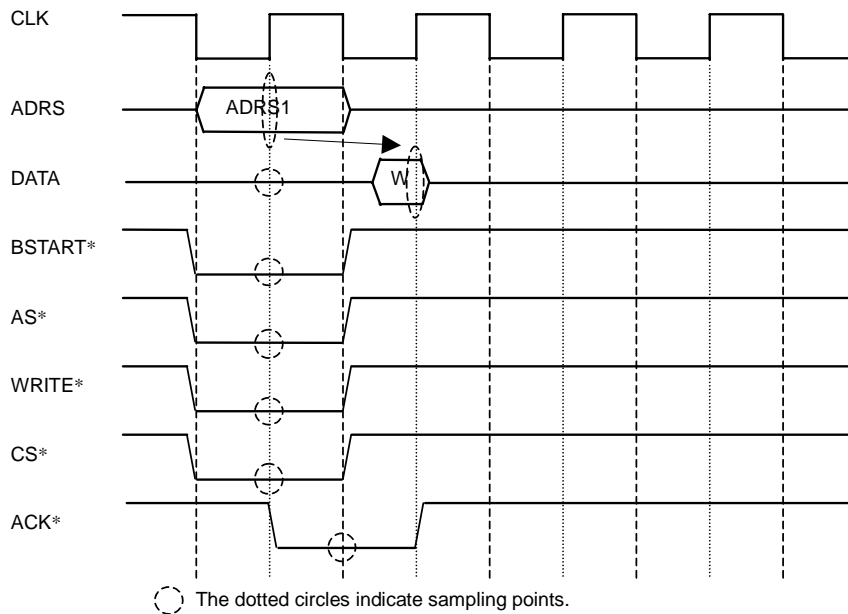 CLK
ADRS
ADRS1
DATA
W
BSTART*
AS*
WRITE*
CS*
ACK*
The dotted circles indicate sampling points.